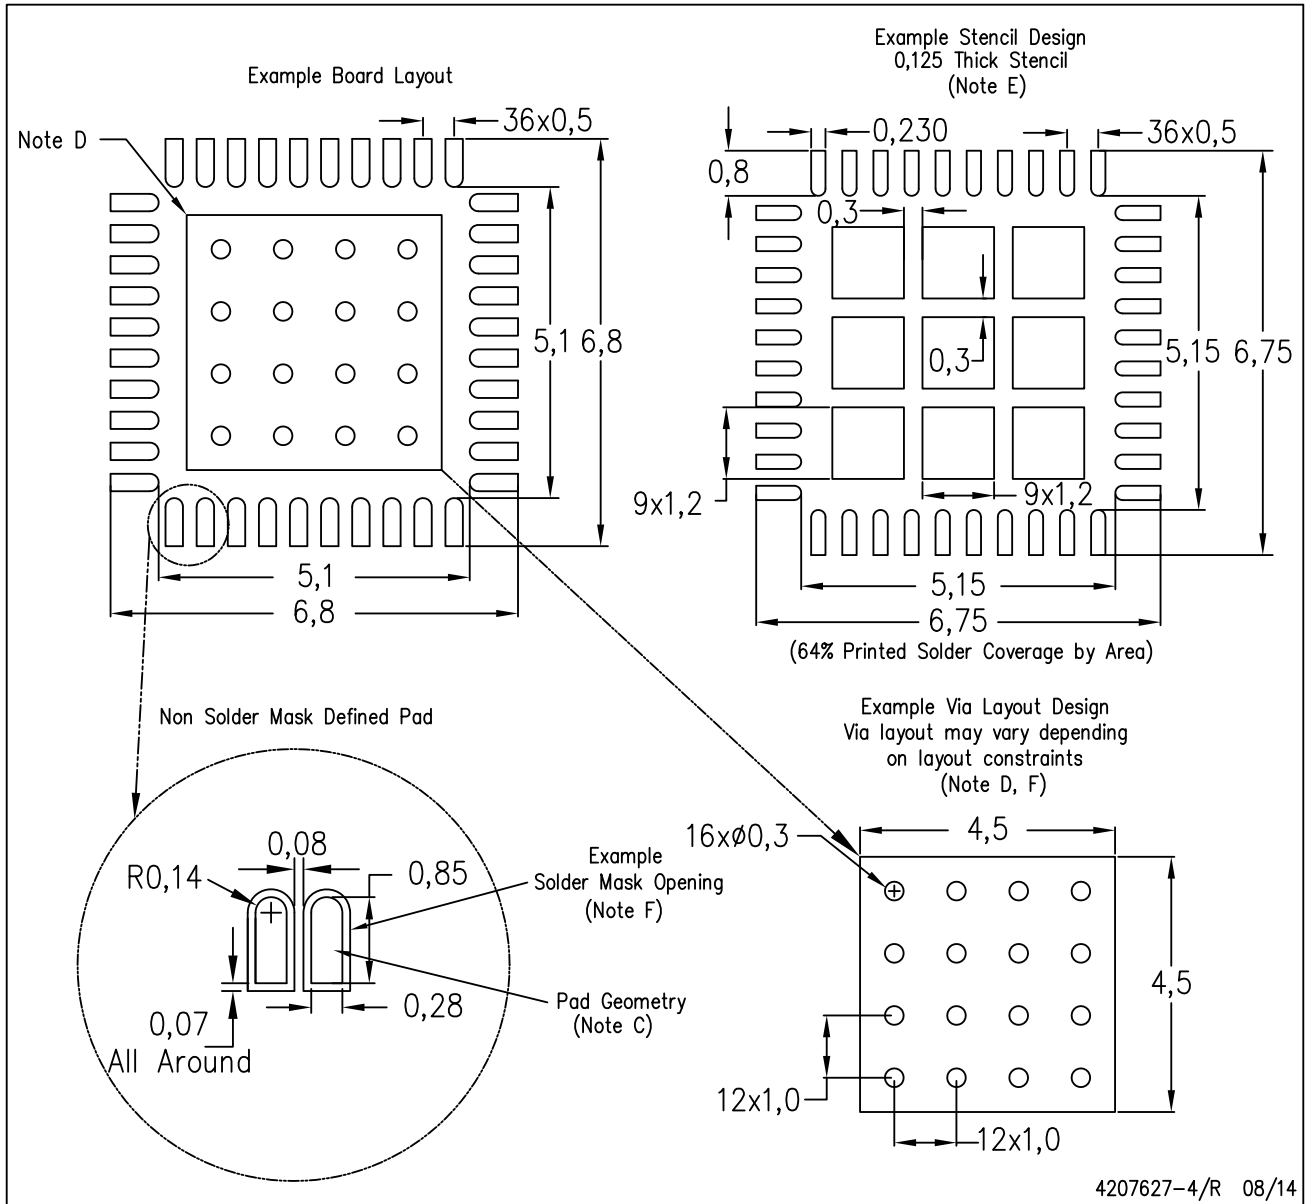 Example Board Layout
Note D
36x0,5
5,1
6,8
5,1
6,8
Example Stencil Design
0,125 Thick Stencil
(Note E)
0,230
36x0,5
0,8
0,3
0,3
5,15
6,75
9x1,2
9x1,2
5,15
6,75
(64% Printed Solder Coverage by Area)
Non Solder Mask Defined Pad
0,08
R0,14
0,85
Example
Solder Mask Opening
(Note F)
0,28
Pad Geometry
(Note C)
0,07
All Around
Example Via Layout Design
Via layout may vary depending
on layout constraints
(Note D, F)
16xø0,3
4,5
4,5
12x1,0
12x1,0
4207627-4/R 08/14